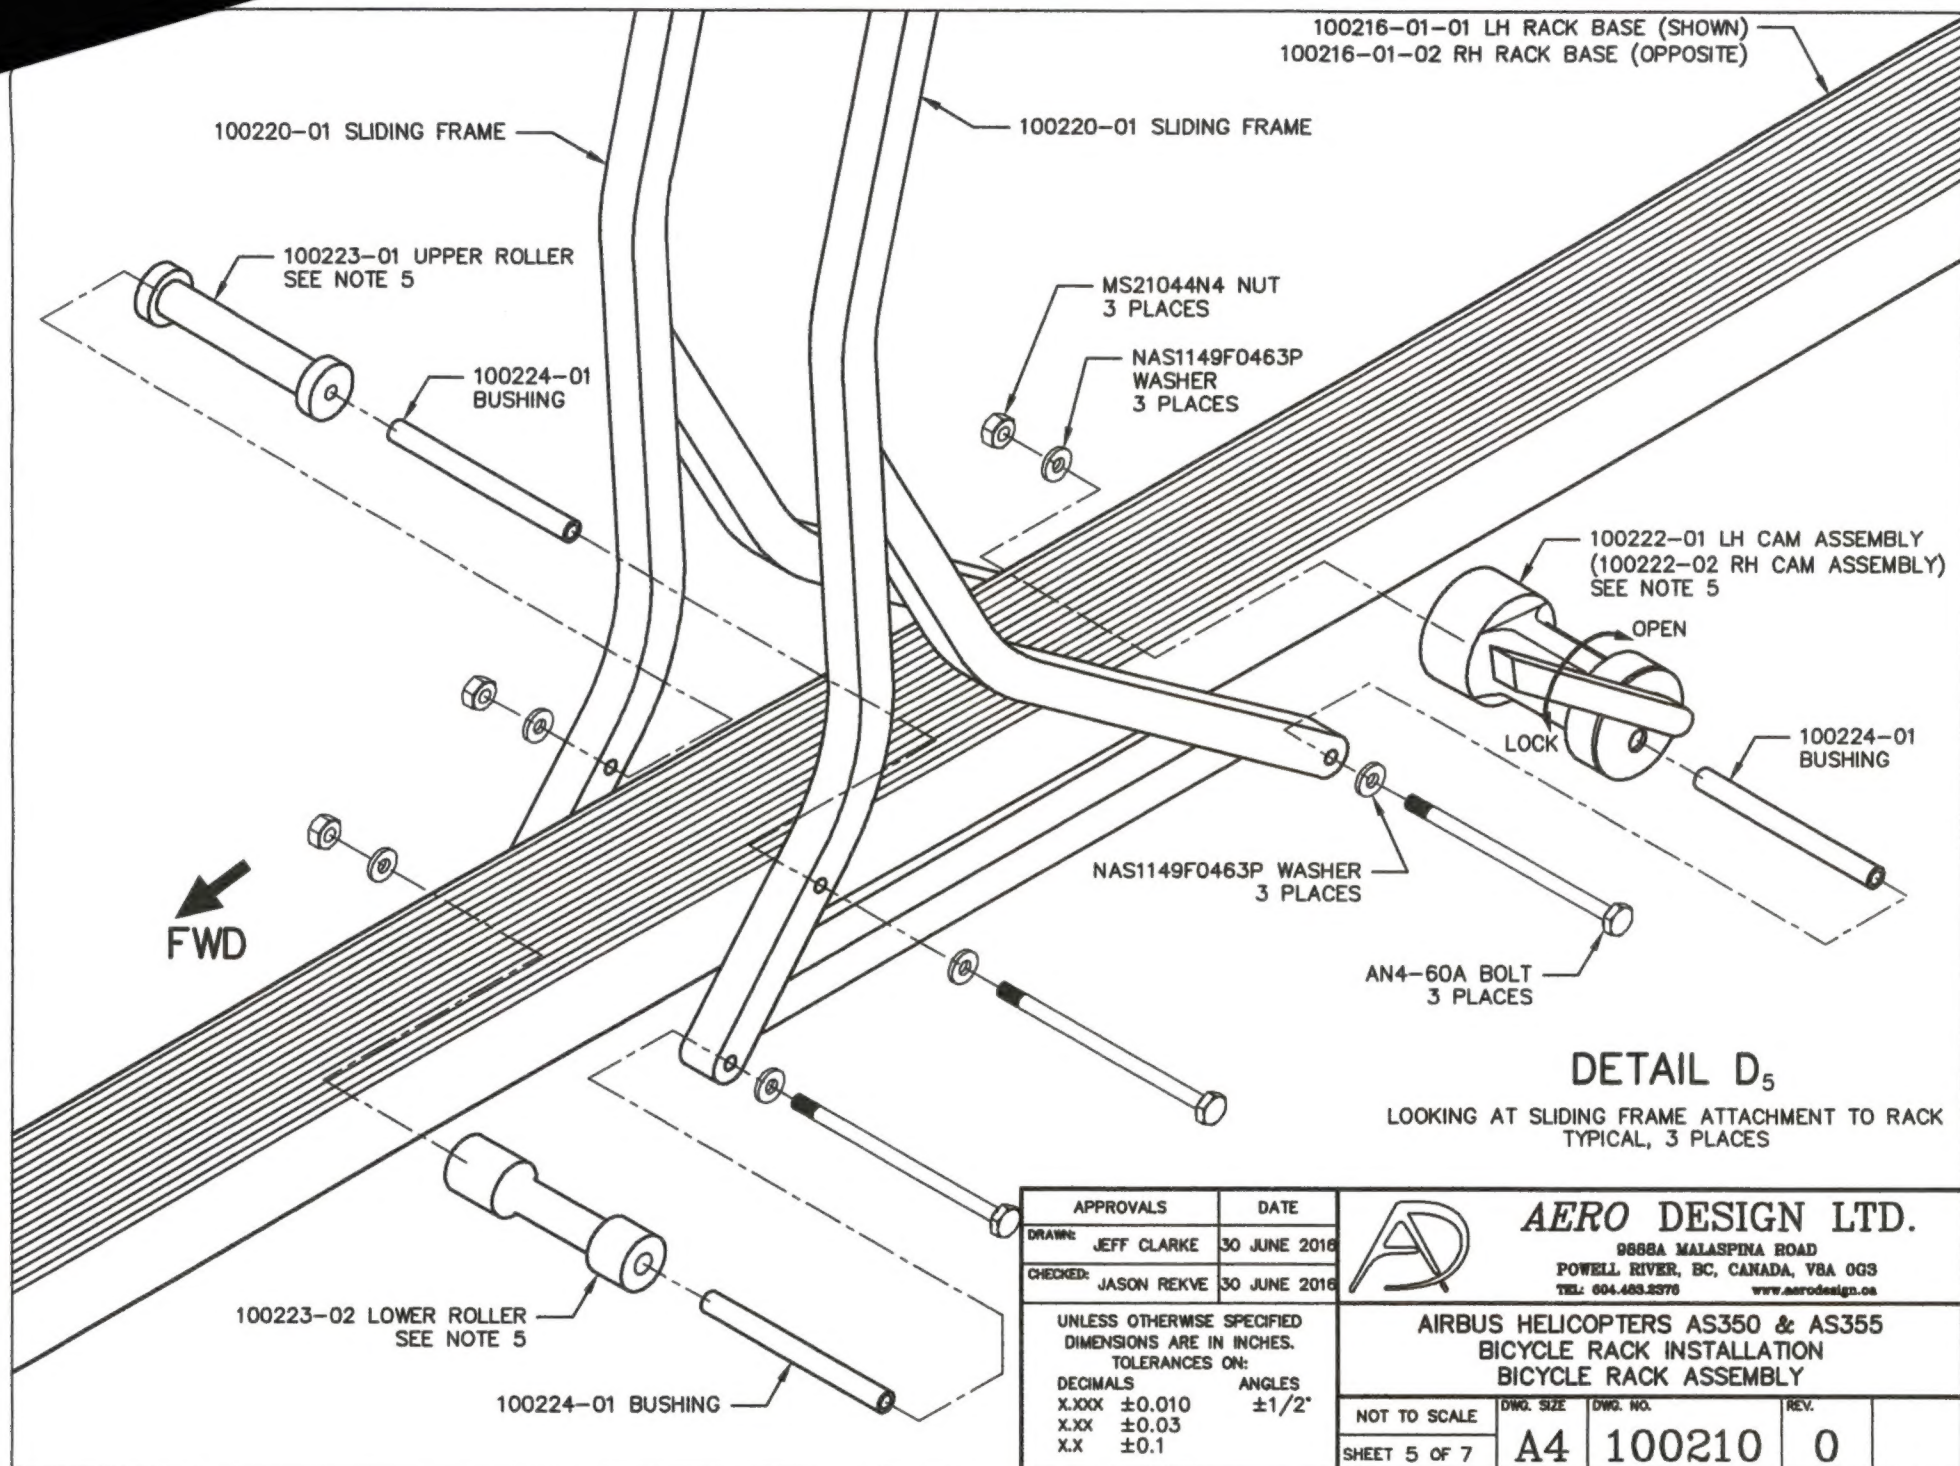 100216-01-01 LH RACK BASE (SHOWN)
100216-01-02 RH RACK BASE (OPPOSITE)
100220-01 SLIDING FRAME
100220-01 SLIDING FRAME
100223-01 UPPER ROLLER
SEE NOTE 5
MS21044N4 NUT
3 PLACES
NAS1149F0463P
WASHER
3 PLACES
100224-01
BUSHING
100222-01 LH CAM ASSEMBLY
(100222-02 RH CAM ASSEMBLY)
SEE NOTE 5
OPEN
LOCK
100224-01
BUSHING
NAS1149F0463P WASHER
3 PLACES
FWD
AN4-60A BOLT
3 PLACES
DETAIL D5
LOOKING AT SLIDING FRAME ATTACHMENT TO RACK
TYPICAL, 3 PLACES
100223-02 LOWER ROLLER
SEE NOTE 5
100224-01 BUSHING
APPROVALS DATE
DRAWN: JEFF CLARKE 30 JUNE 2016
CHECKED: JASON REKVE 30 JUNE 2016
UNLESS OTHERWISE SPECIFIED
DIMENSIONS ARE IN INCHES.
TOLERANCES ON:
DECIMALS ANGLES
X.XXX ±0.010 ±1/2°
X.XX ±0.03
X.X ±0.1
AD
AERO DESIGN LTD.
9888A MALASPINA ROAD
POWELL RIVER, BC, CANADA, V8A 0G3
TEL: 604.483.2376 www.aerodesign.ca
AIRBUS HELICOPTERS AS350 & AS355
BICYCLE RACK INSTALLATION
BICYCLE RACK ASSEMBLY
NOT TO SCALE
SHEET 5 OF 7
DWG. SIZE
A4
DWG. NO.
100210
REV.
0